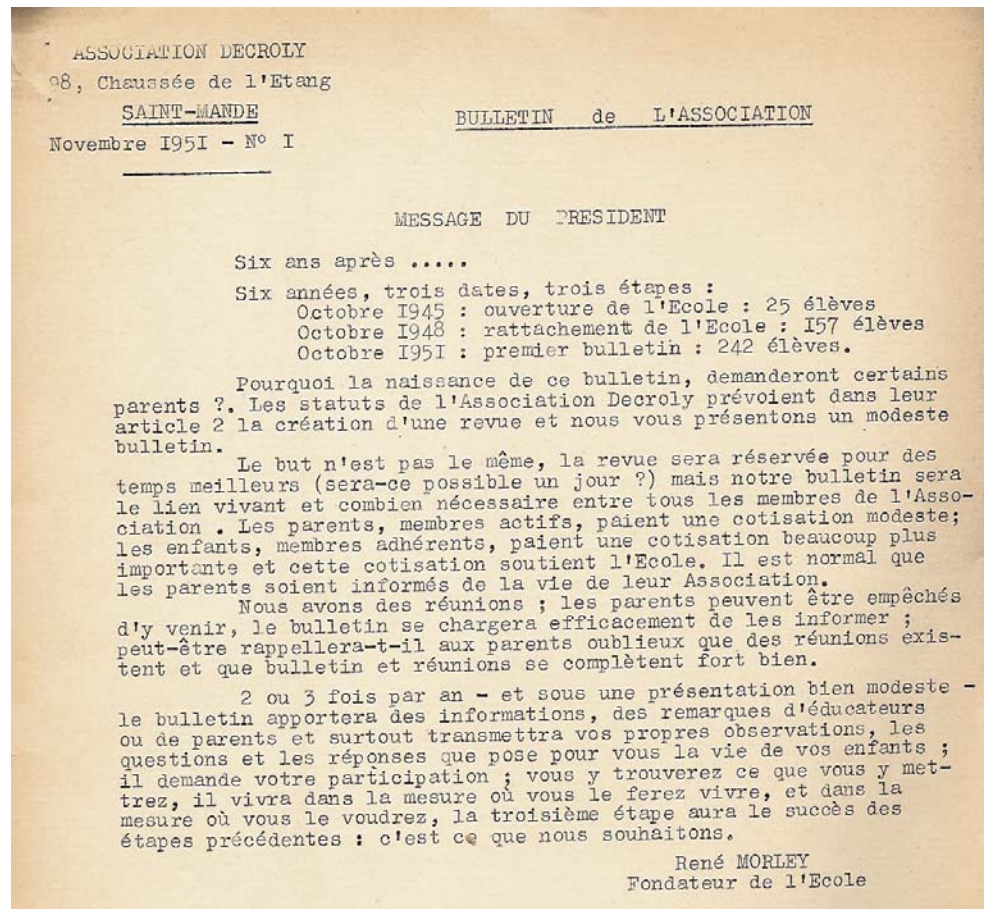 ASSOCIATION DECROLY
98, Chaussée de l'Etang
SAINT-MANDE
BULLETIN de L'ASSOCIATION
Novembre I95I - N° I
MESSAGE DU PRESIDENT
Six ans après .....
Six années, trois dates, trois étapes :
Octobre I945 : ouverture de l'Ecole : 25 élèves
Octobre I948 : rattachement de l'Ecole : I57 élèves
Octobre I95I : premier bulletin : 242 élèves.
Pourquoi la naissance de ce bulletin, demanderont certains
parents ?. Les statuts de l'Association Decroly prévoient dans leur
article 2 la création d'une revue et nous vous présentons un modeste
bulletin.
Le but n'est pas le même, la revue sera réservée pour des
temps meilleurs (sera-ce possible un jour ?) mais notre bulletin sera
le lien vivant et combien nécessaire entre tous les membres de l'Asso-
ciation . Les parents, membres actifs, paient une cotisation modeste;
les enfants, membres adhérents, paient une cotisation beaucoup plus
importante et cette cotisation soutient l'Ecole. Il est normal que
les parents soient informés de la vie de leur Association.
Nous avons des réunions ; les parents peuvent être empêchés
d'y venir, le bulletin se chargera efficacement de les informer ;
peut-être rappellera-t-il aux parents oublieux que des réunions exis-
tent et que bulletin et réunions se complètent fort bien.
2 ou 3 fois par an - et sous une présentation bien modeste -
le bulletin apportera des informations, des remarques d'éducateurs
ou de parents et surtout transmettra vos propres observations, les
questions et les réponses que pose pour vous la vie de vos enfants ;
il demande votre participation ; vous y trouverez ce que vous y met-
trez, il vivra dans la mesure où vous le ferez vivre, et dans la
mesure où vous le voudrez, la troisième étape aura le succès des
étapes précédentes : c'est ce que nous souhaitons.
René MORLEY
Fondateur de l'Ecole